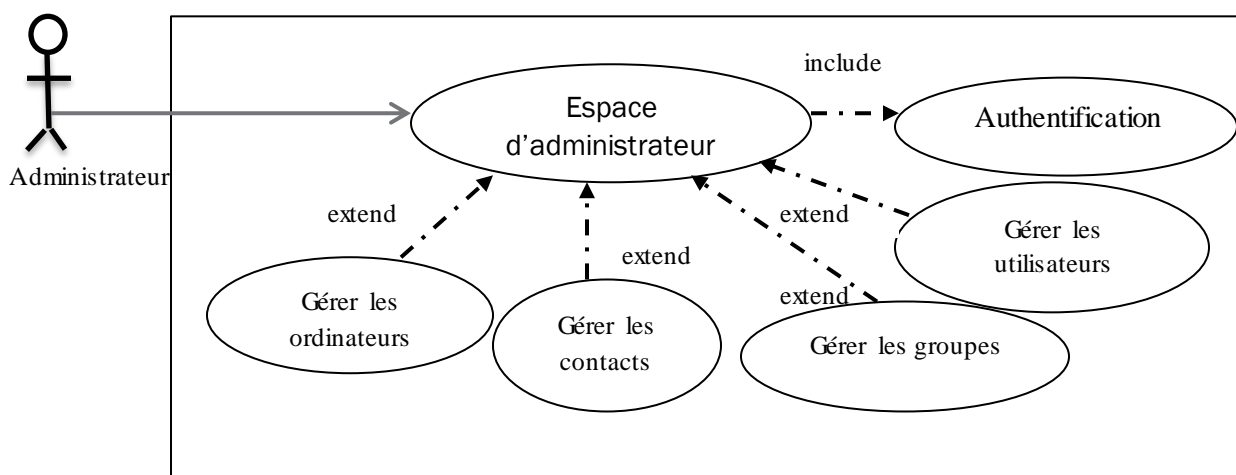 include
Espace
d'administrateur
Authentification
Administrateur
extend
extend
extend
extend
Gérer les
utilisateurs
Gérer les
ordinateurs
Gérer les
contacts
Gérer les groupes